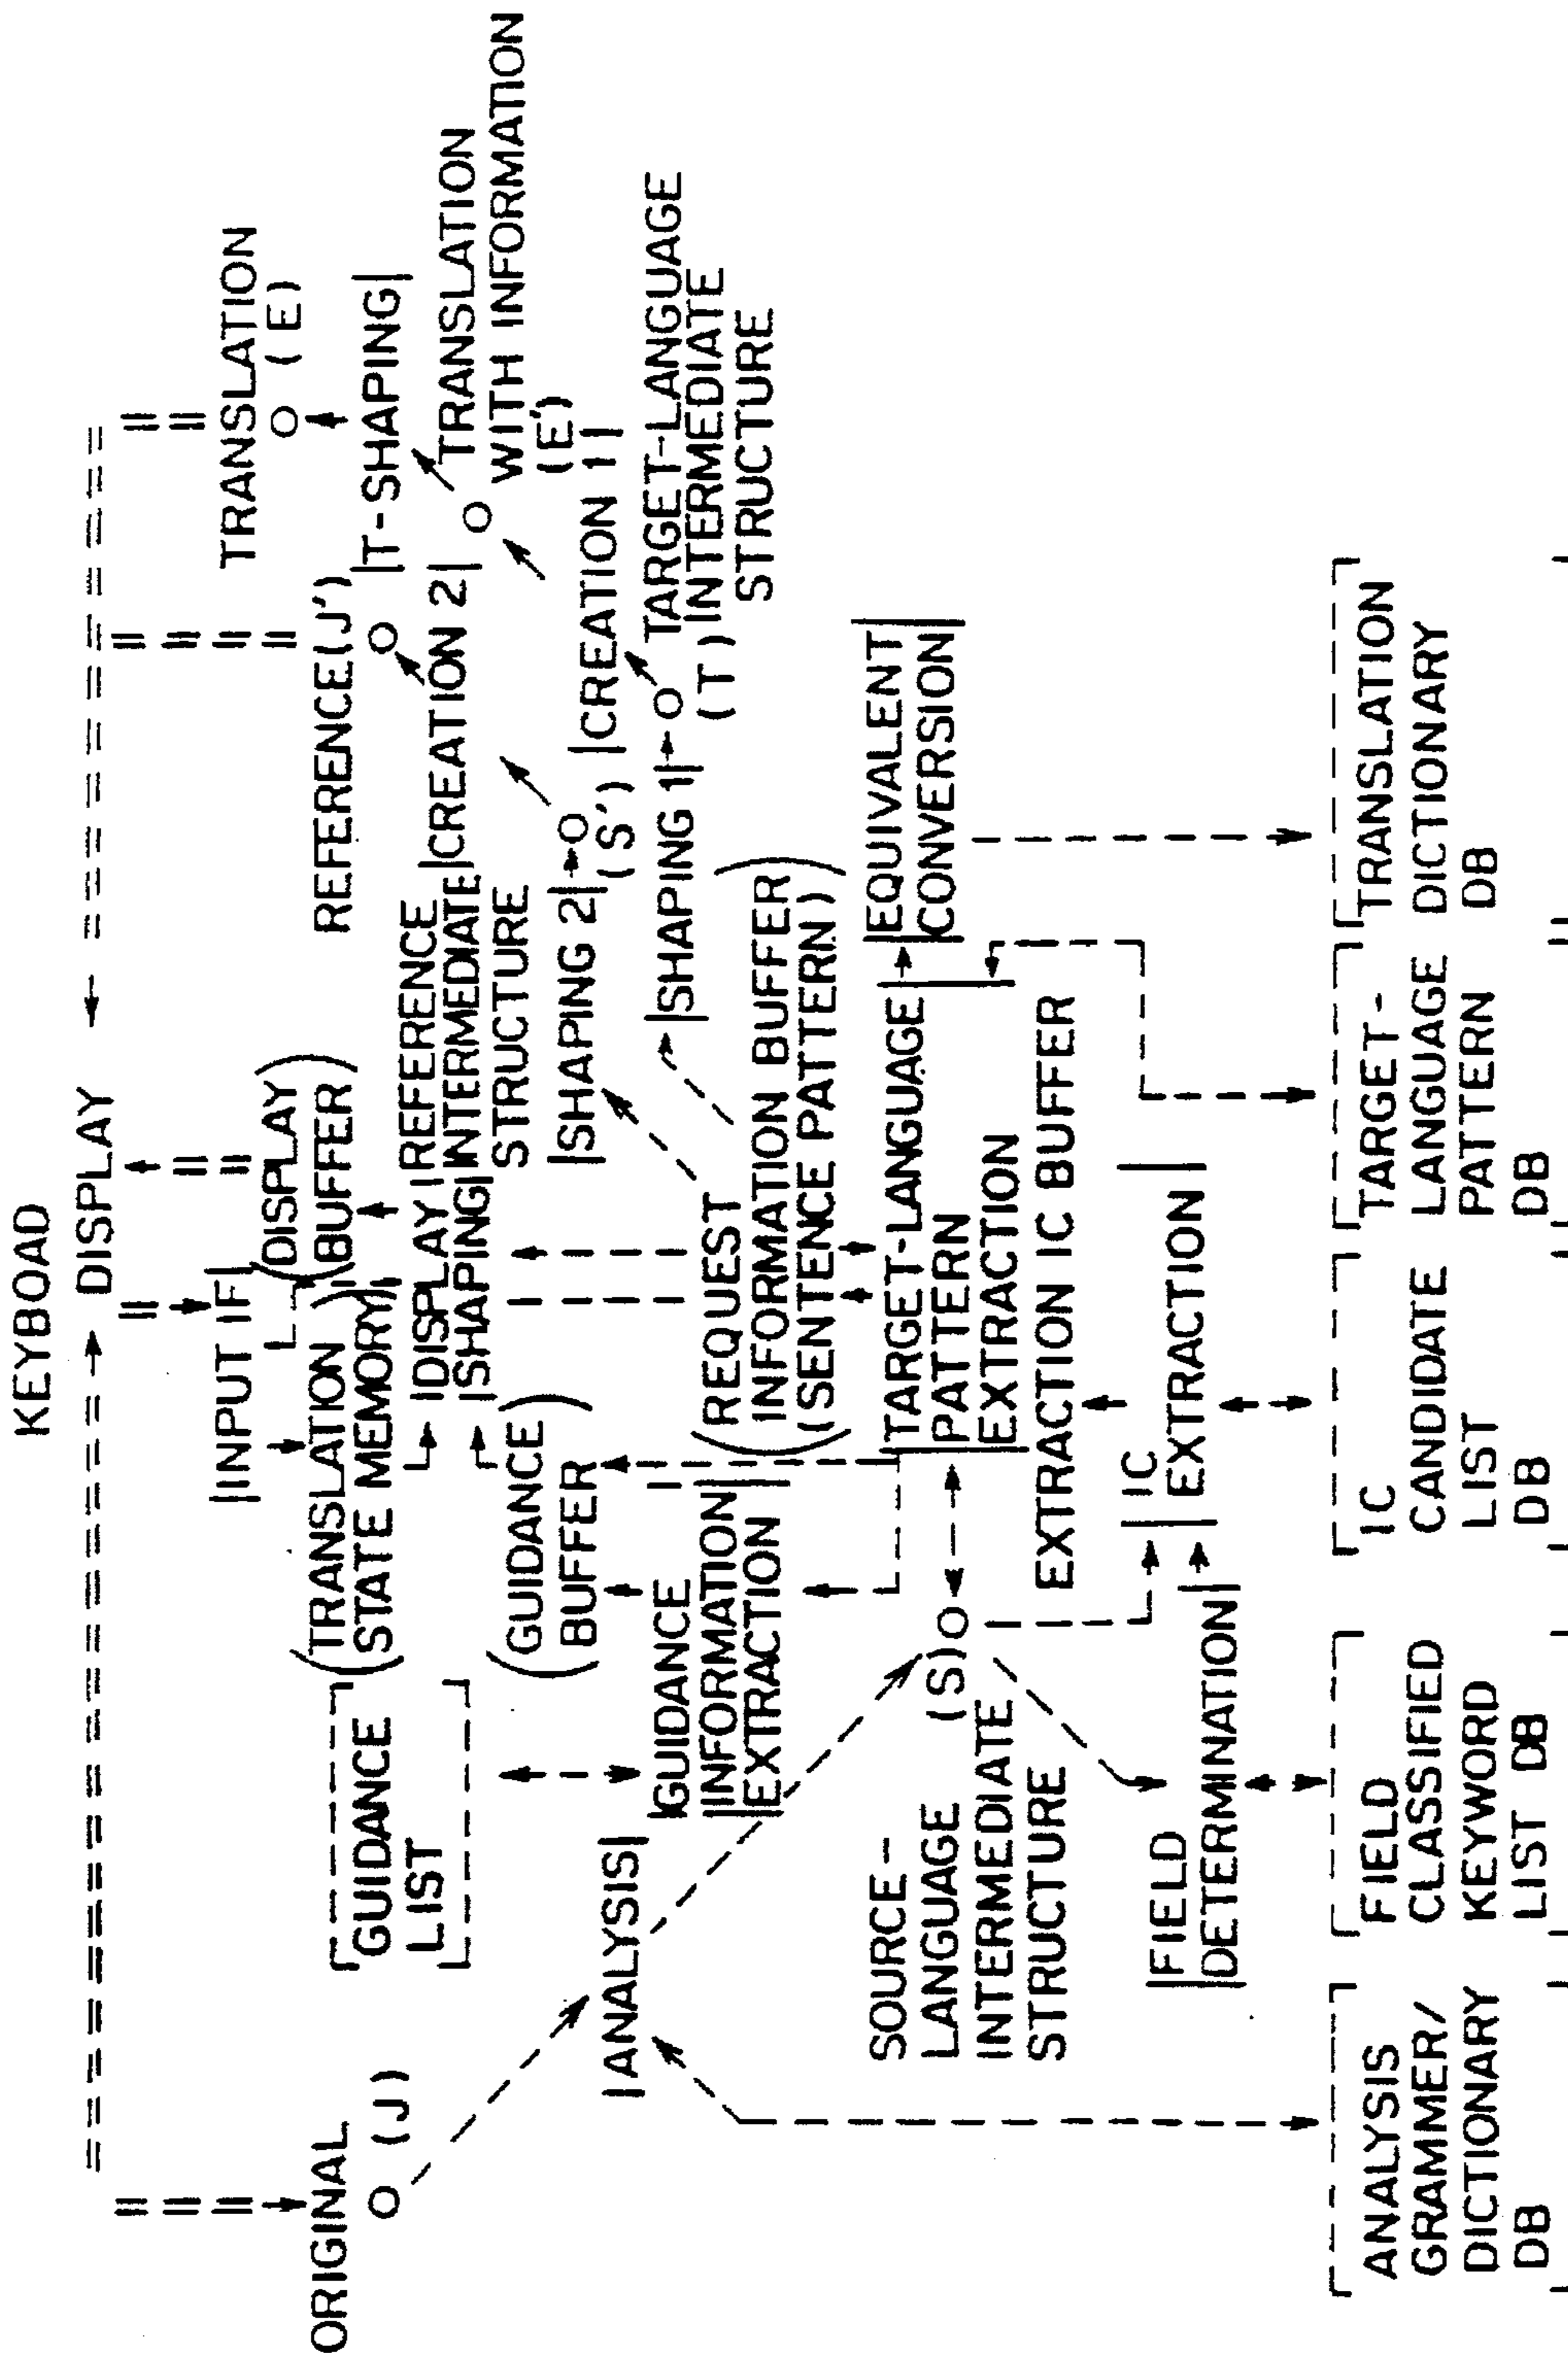 KEYBOAD
DISPLAY
ORIGINAL
(J)
INPUT IF
(DISPLAY
BUFFER)
(TRANSLATION
STATE MEMORY)
GUIDANCE
LIST
DISPLAY
SHAPING
(GUIDANCE
BUFFER)
GUIDANCE
INFORMATION
EXTRACTION
ANALYSIS
REFERENCE(J')
REFERENCE
INTERMEDIATE
STRUCTURE
CREATION 2
SHAPING 2
(S')
TRANSLATION
(E)
T-SHAPING
TRANSLATION
WITH INFORMATION
(E')
CREATION 1
TARGET-LANGUAGE
INTERMEDIATE
STRUCTURE
(T)
SHAPING 1
(REQUEST
INFORMATION BUFFER
(SENTENCE PATTERN))
TARGET-LANGUAGE
PATTERN
EXTRACTION
EQUIVALENT
CONVERSION
EXTRACTION IC BUFFER
IC
EXTRACTION
SOURCE-
LANGUAGE
INTERMEDIATE
STRUCTURE
(S)
FIELD
DETERMINATION
ANALYSIS
GRAMMER/
DICTIONARY
DB
FIELD
CLASSIFIED
KEYWORD
LIST DB
IC
CANDIDATE
LIST
DB
TARGET-
LANGUAGE
PATTERN
DB
TRANSLATION
DICTIONARY
DB